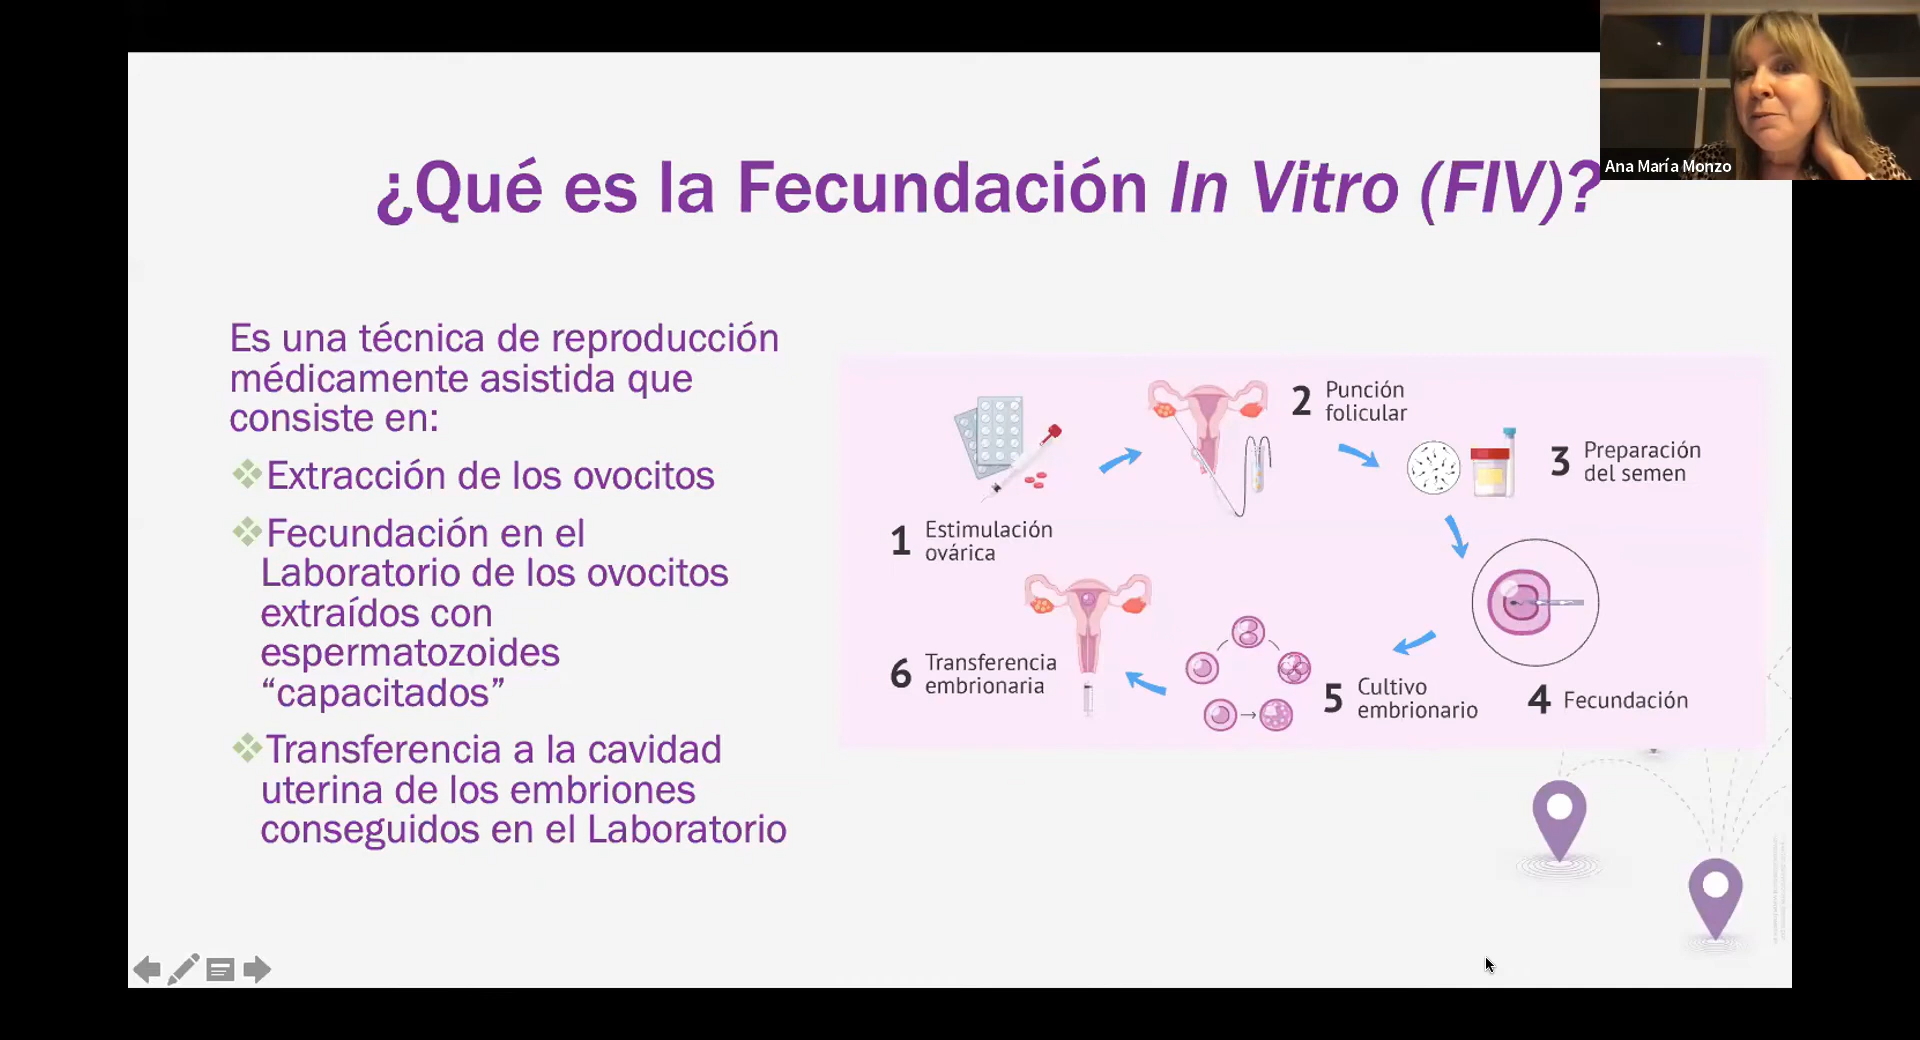 Ana María Monzo
¿Qué es la Fecundación In Vitro (FIV)?
Es una técnica de reproducción
médicamente asistida que
consiste en:
Extracción de los ovocitos
Fecundación en el
Laboratorio de los ovocitos
extraídos con
espermatozoides
“capacitados”
Transferencia a la cavidad
uterina de los embriones
conseguidos en el Laboratorio
1 Estimulación
ovárica
2 Punción
folicular
3 Preparación
del semen
4 Fecundación
5 Cultivo
embrionario
6 Transferencia
embrionaria